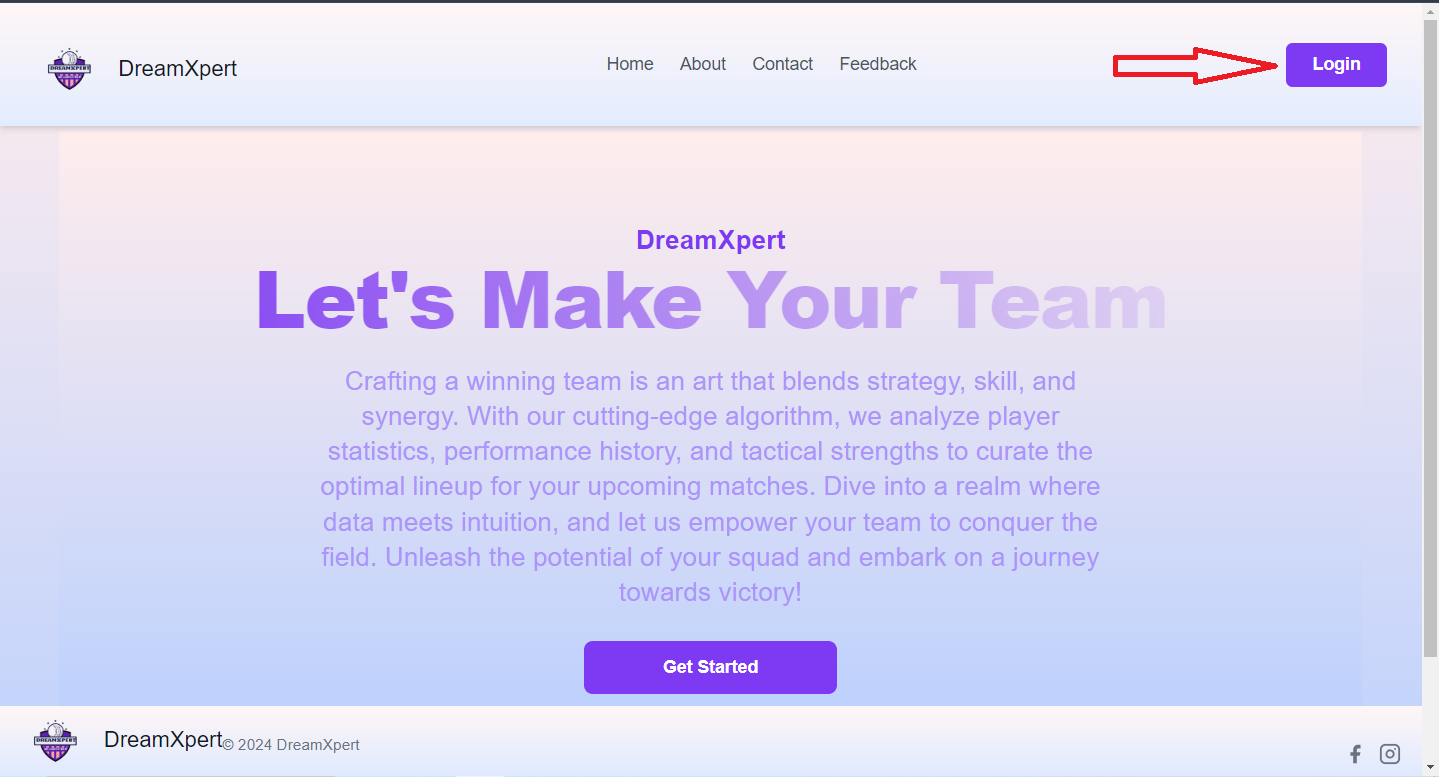 DREAMXPERT
DreamXpert
Home About Contact Feedback
Login
DreamXpert
Let's Make Your Team
Crafting a winning team is an art that blends strategy, skill, and
synergy. With our cutting-edge algorithm, we analyze player
statistics, performance history, and tactical strengths to curate the
optimal lineup for your upcoming matches. Dive into a realm where
data meets intuition, and let us empower your team to conquer the
field. Unleash the potential of your squad and embark on a journey
towards victory!
Get Started
DREAMXPERT
DreamXpert © 2024 DreamXpert